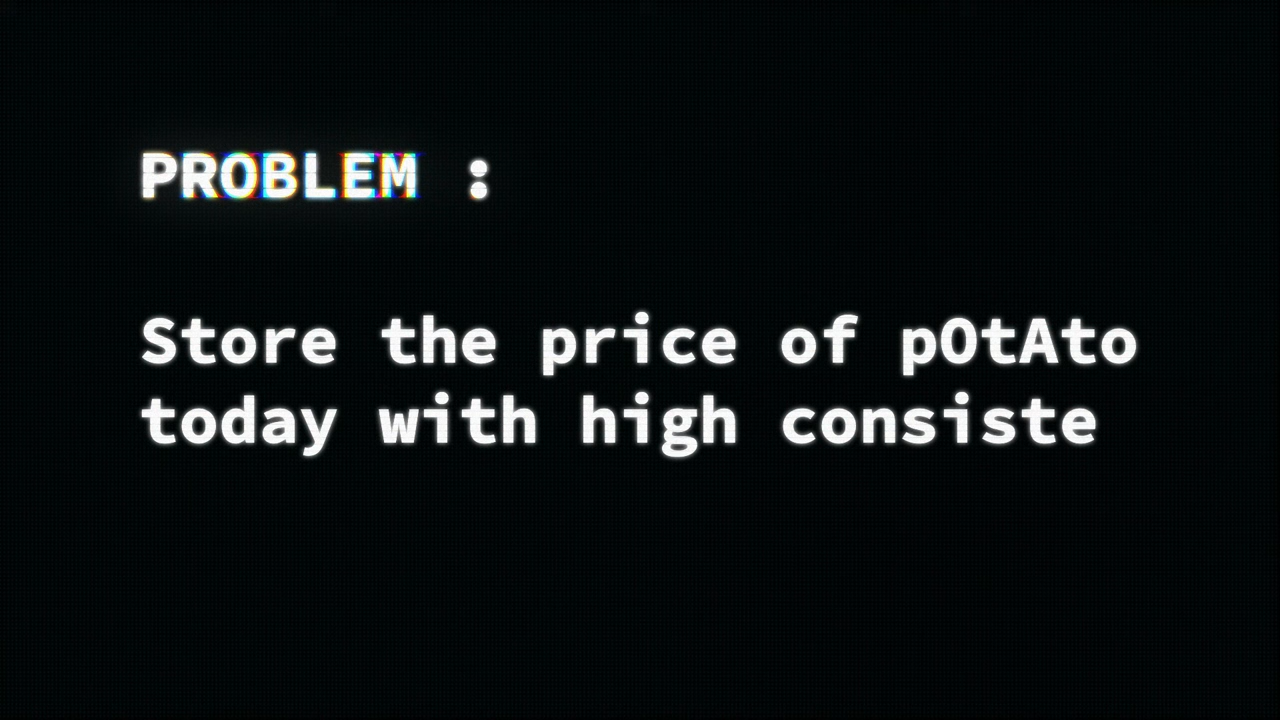 PROBLEM :
Store the price of pOtAto
today with high consiste